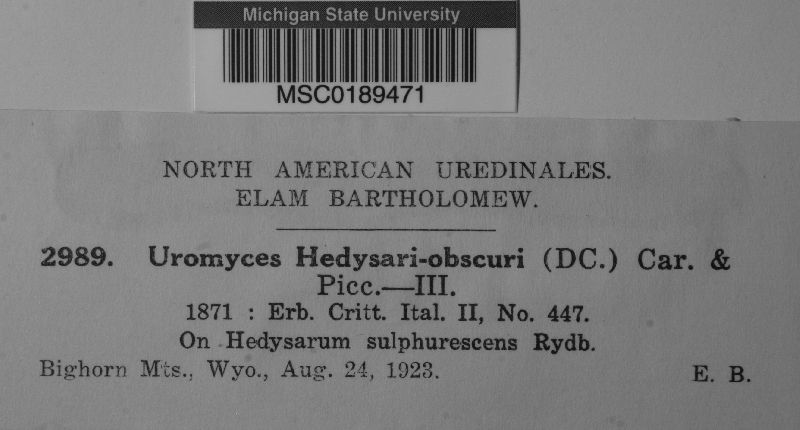 Michigan State University
MSC0189471
NORTH AMERICAN UREDINALES.
ELAM BARTHOLOMEW.
2989. Uromyces Hedysari-obscuri (DC.) Car. &
Picc.—III.
1871 : Erb. Critt. Ital. II, No. 447.
On Hedysarum sulphurescens Rydb.
Bighorn Mts., Wyo., Aug. 24, 1923.
E. B.